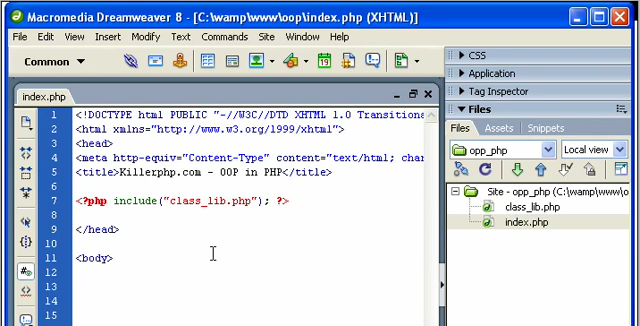 Macromedia Dreamweaver 8 - [C:\wamp\www\oop\index.php (XHTML)]
File Edit View Insert Modify Text Commands Site Window Help
Common
index.php
1 <!DOCTYPE html PUBLIC "-//W3C//DTD XHTML 1.0 Transitiona
2 <html xmlns="http://www.w3.org/1999/xhtml">
3 <head>
4 <meta http-equiv="Content-Type" content="text/html; char
5 <title>Killerphp.com - OOP in PHP</title>
6
7 <?php include("class_lib.php"); ?>
8
9 </head>
10
11 <body>
12
13
14
15
CSS
Application
Tag Inspector
Files
Files Assets Snippets
opp_php Local view
Site - opp_php (C:\wamp\www\o
class_lib.php
index.php